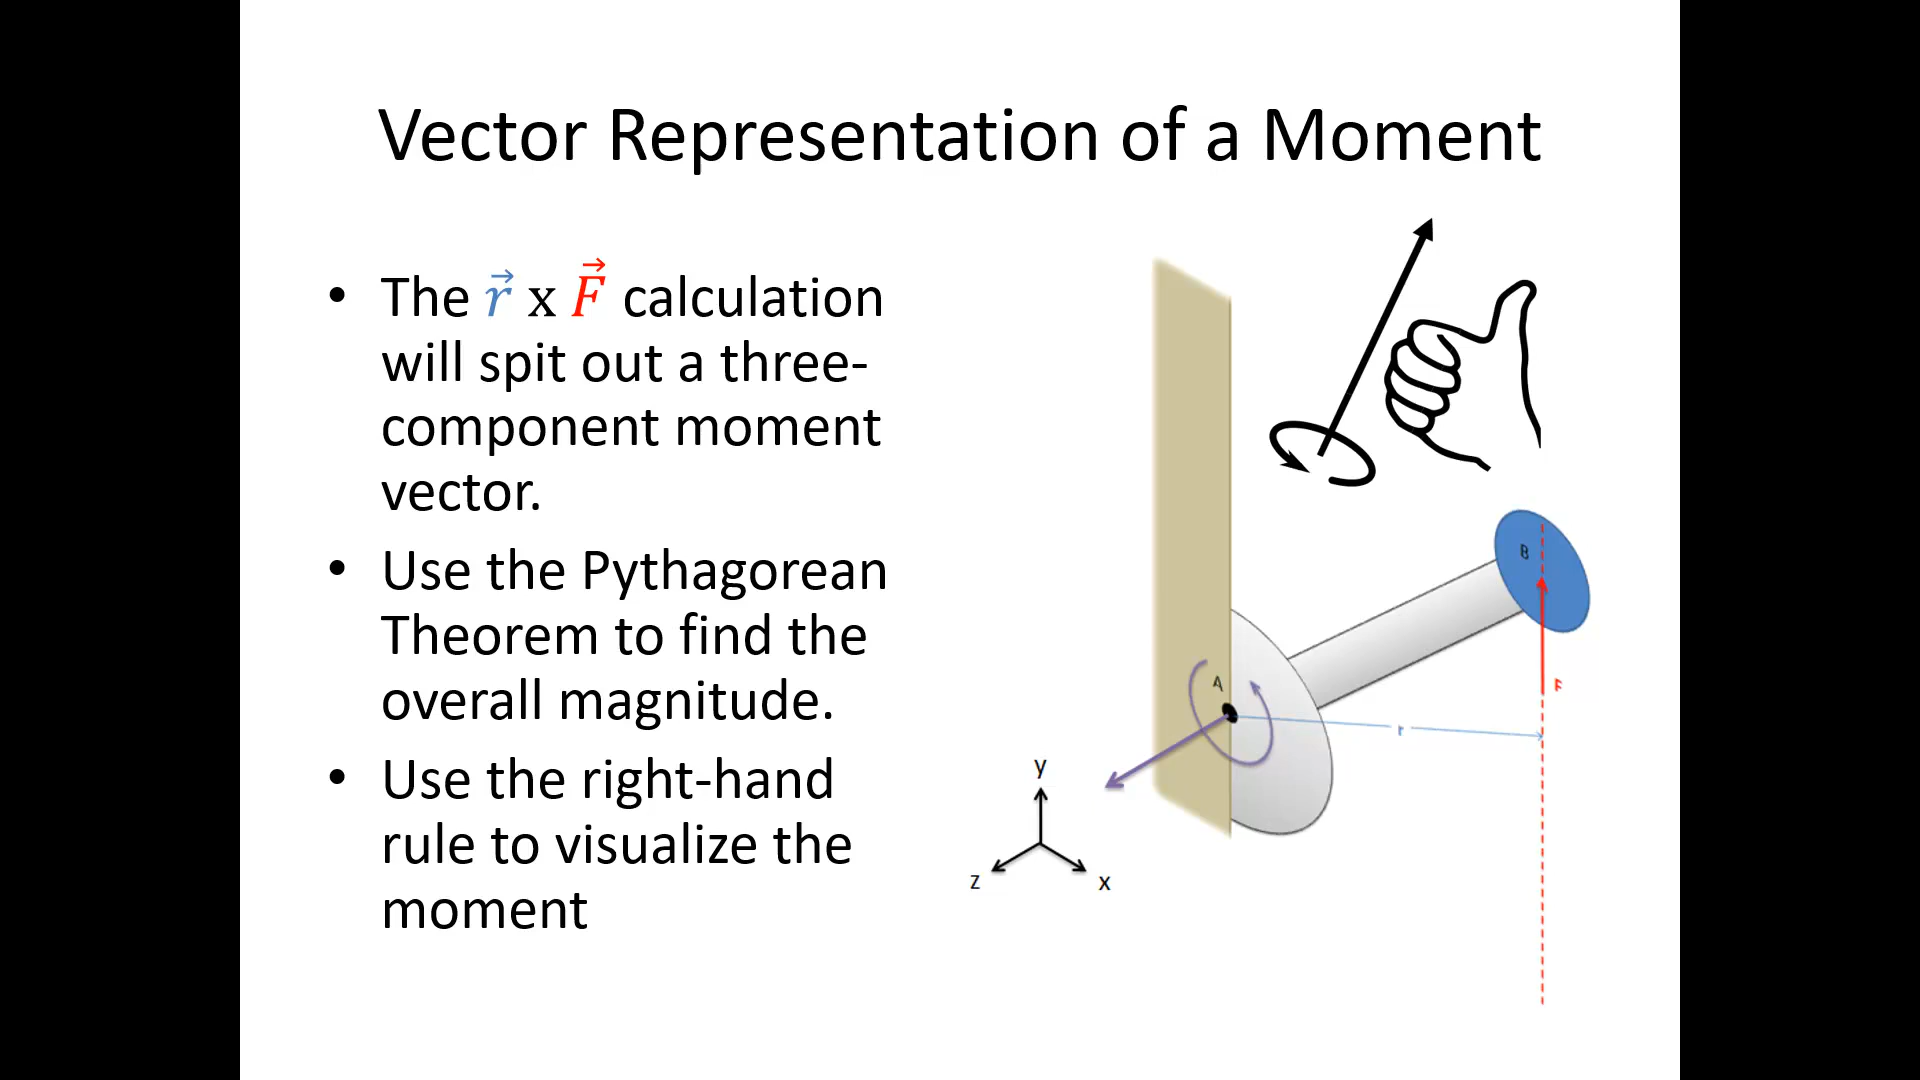 Vector Representation of a Moment
• The r⃗ x F⃗ calculation
will spit out a three-
component moment
vector.
• Use the Pythagorean
Theorem to find the
overall magnitude.
• Use the right-hand
rule to visualize the
moment
B
F
A
r
y
z
x